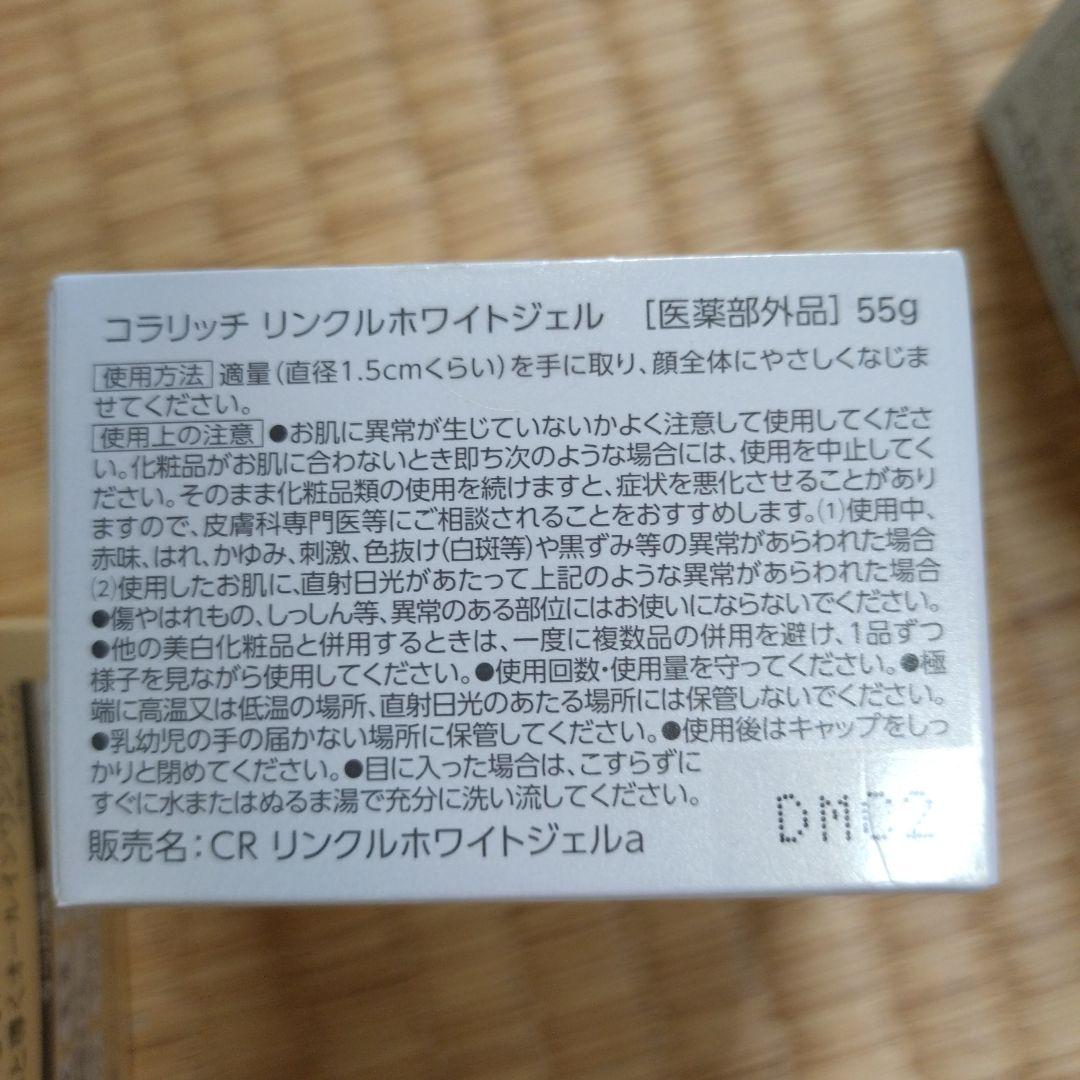 コラリッチ リンクルホワイトジェル [医薬部外品] 55g
使用方法 適量(直径1.5cmくらい)を手に取り、顔全体にやさしくなじま
せてください。
使用上の注意 ●お肌に異常が生じていないかよく注意して使用してくださ
い。化粧品がお肌に合わないとき即ち次のような場合には、使用を中止してく
ださい。そのまま化粧品類の使用を続けますと、症状を悪化させることがあり
ますので、皮膚科専門医等にご相談されることをおすすめします。(1)使用中、
赤味、はれ、かゆみ、刺激、色抜け(白斑等)や黒ずみ等の異常があらわれた場合
(2)使用したお肌に、直射日光があたって上記のような異常があらわれた場合
●傷やはれもの、しっしん等、異常のある部位にはお使いにならないでください。
●他の美白化粧品と併用するときは、一度に複数品の併用を避け、1品ずつ
様子を見ながら使用してください。●使用回数・使用量を守ってください。●極
端に高温又は低温の場所、直射日光のあたる場所には保管しないでください。
●乳幼児の手の届かない場所に保管してください。●使用後はキャップをしっ
かりと閉めてください。●目に入った場合は、こすらずに
すぐに水またはぬるま湯で充分に洗い流してください。
販売名:CR リンクルホワイトジェルa